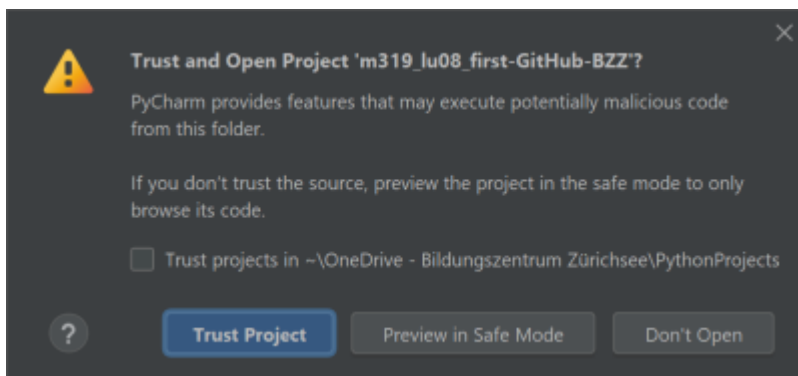 Trust and Open Project 'm319_lu08_first-GitHub-BZZ'?
PyCharm provides features that may execute potentially malicious code
from this folder.
If you don't trust the source, preview the project in the safe mode to only
browse its code.
Trust projects in ~\OneDrive - Bildungszentrum Zürichsee\PythonProjects
?
Trust Project
Preview in Safe Mode
Don't Open